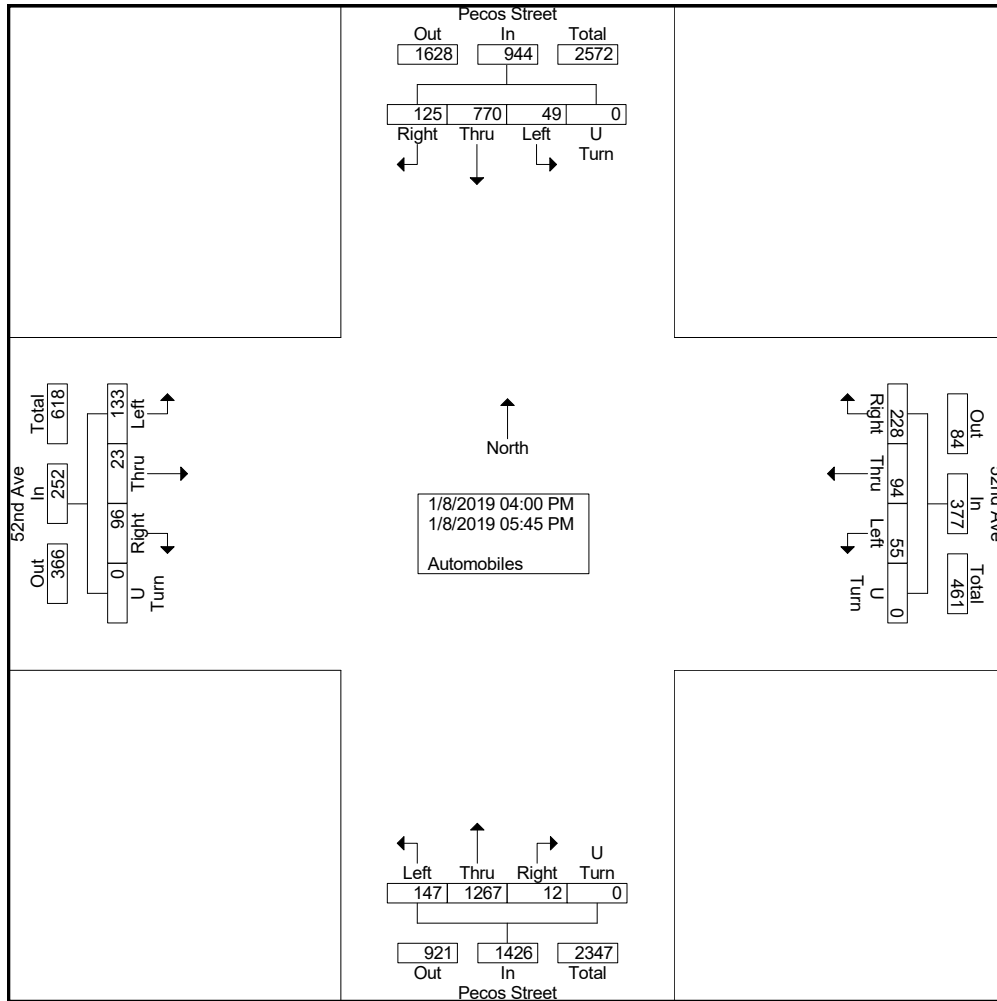 Pecos Street
Out In Total
1628 944 2572
125 770 49 0
Right Thru Left U Turn
52nd Ave
Total In Out
618 252 366
133 23 96 0
Left Thru Right U Turn
North
1/8/2019 04:00 PM
1/8/2019 05:45 PM
Automobiles
52nd Ave
Out In Total
84 377 461
228 94 55 0
Right Thru Left U Turn
Left Thru Right U Turn
147 1267 12 0
921 1426 2347
Out In Total
Pecos Street